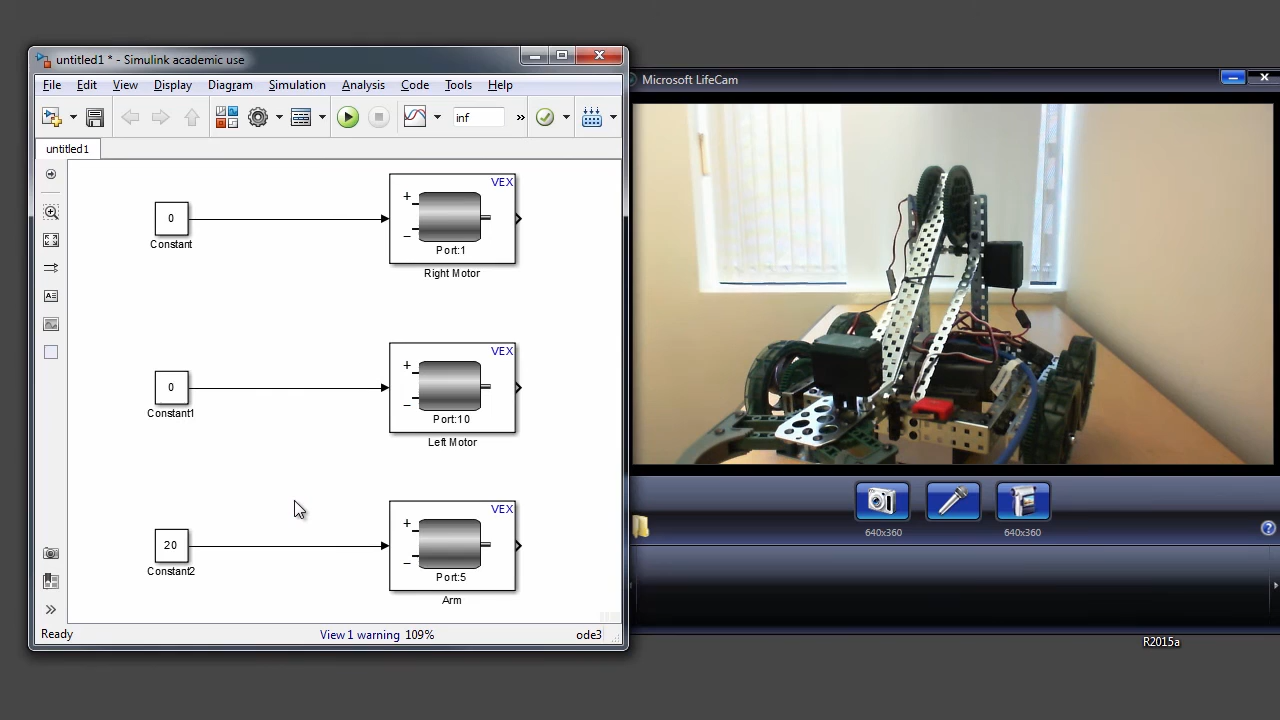 untitled1 * - Simulink academic use
File Edit View Display Diagram Simulation Analysis Code Tools Help
inf
»
untitled1
VEX
+
−
0
Port:1
Constant
Right Motor
VEX
+
−
0
Port:10
Constant1
Left Motor
VEX
+
−
20
Port:5
Constant2
Arm
Ready
View 1 warning 109%
ode3
Microsoft LifeCam
640x360
640x360
R2015a